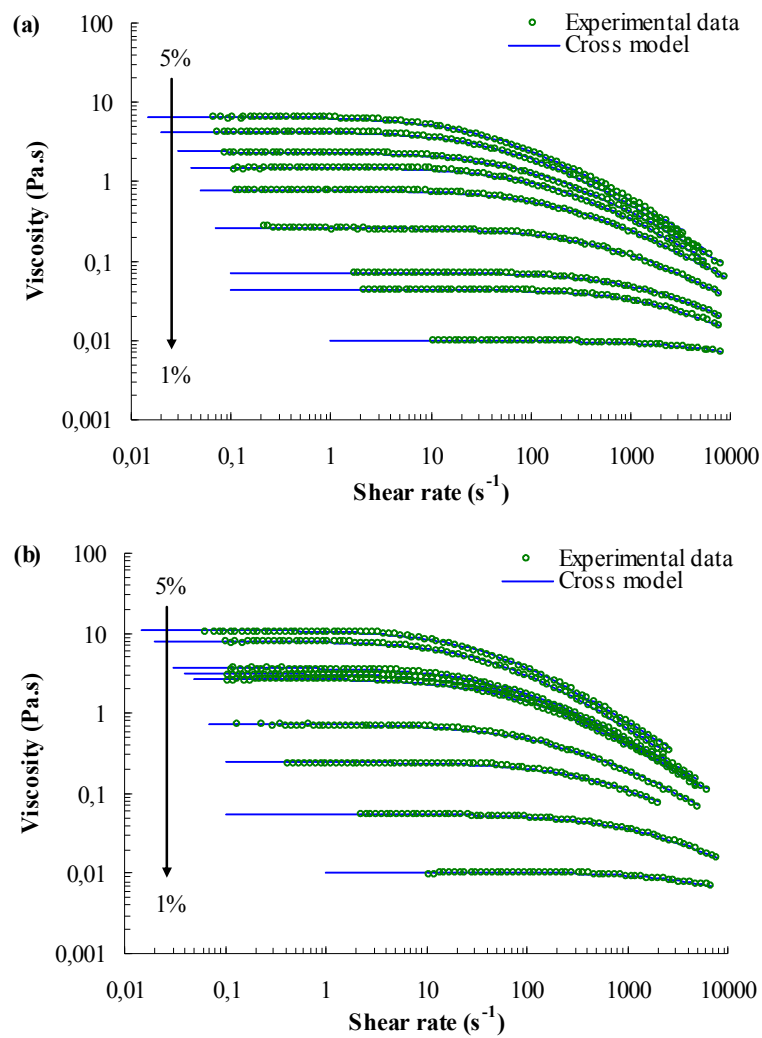 (a)
Experimental data
Cross model
5%
1%
100
10
1
0,1
0,01
0,001
Viscosity (Pa.s)
0,01 0,1 1 10 100 1000 10000
Shear rate (s⁻¹)
(b)
Experimental data
Cross model
5%
1%
100
10
1
0,1
0,01
0,001
Viscosity (Pa.s)
0,01 0,1 1 10 100 1000 10000
Shear rate (s⁻¹)